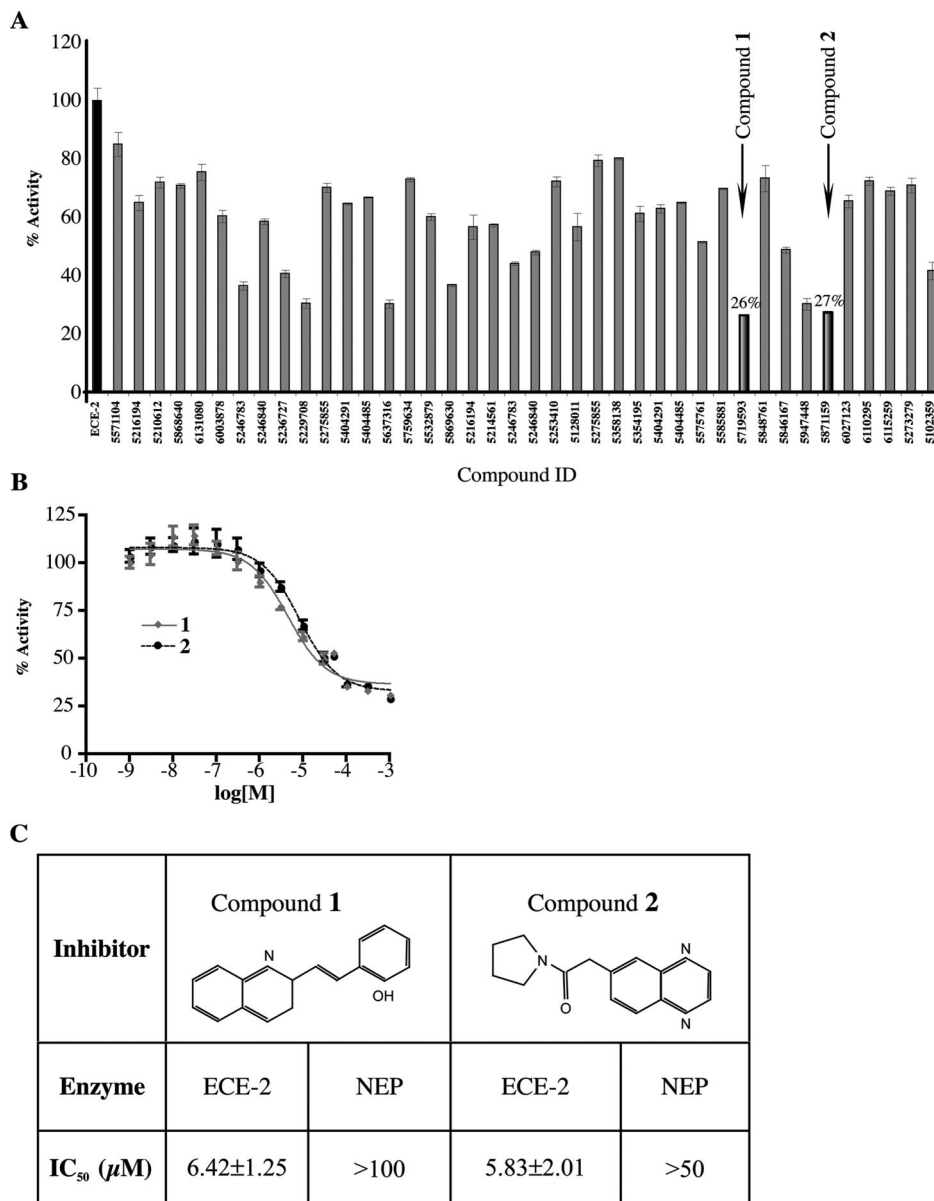 A
120
100
80
60
40
20
0
% Activity
Compound 1
Compound 2
26%
27%
ECE-2
5571104
5216194
5210612
5868640
6131080
6003878
5246783
5246840
5236727
5229708
5275855
5404291
5404485
5637316
5759634
5532879
5869630
5216194
5214561
5246783
5246840
5253410
5128011
5275855
5358138
5354195
5404291
5404485
5575761
5585881
5719593
5848761
5846167
5947448
5871159
6027123
6110295
6115259
5273279
5102359
Compound ID
B
125
100
75
50
25
0
% Activity
1
2
-10 -9 -8 -7 -6 -5 -4 -3
log[M]
C
Inhibitor
Compound 1
N
OH
Compound 2
N
O
N
N
Enzyme ECE-2 NEP ECE-2 NEP
IC50 (µM) 6.42±1.25 >100 5.83±2.01 >50